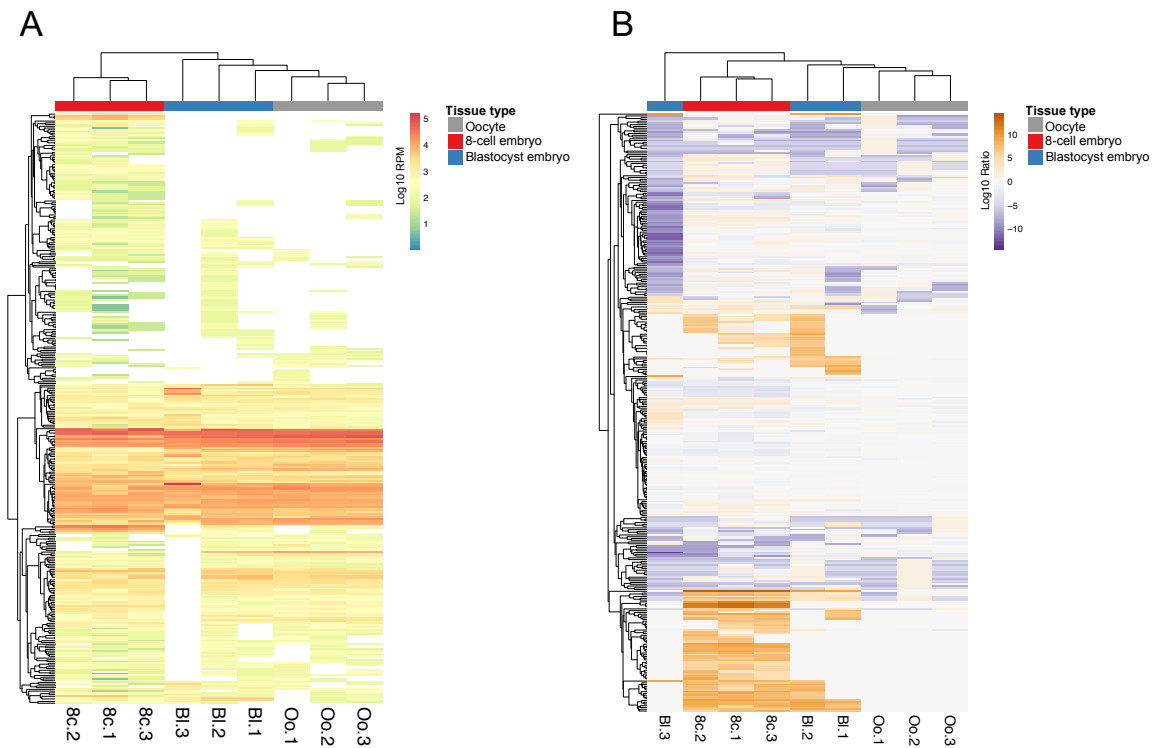 A
B
Log10 RPM
5
4
3
2
1
Tissue type
Oocyte
8-cell embryo
Blastocyst embryo
Log10 Ratio
10
5
0
−5
−10
Tissue type
Oocyte
8-cell embryo
Blastocyst embryo
8c.2
8c.1
8c.3
Bl.3
Bl.2
Bl.1
Oo.1
Oo.2
Oo.3
Bl.3
8c.2
8c.1
8c.3
Bl.2
Bl.1
Oo.1
Oo.2
Oo.3